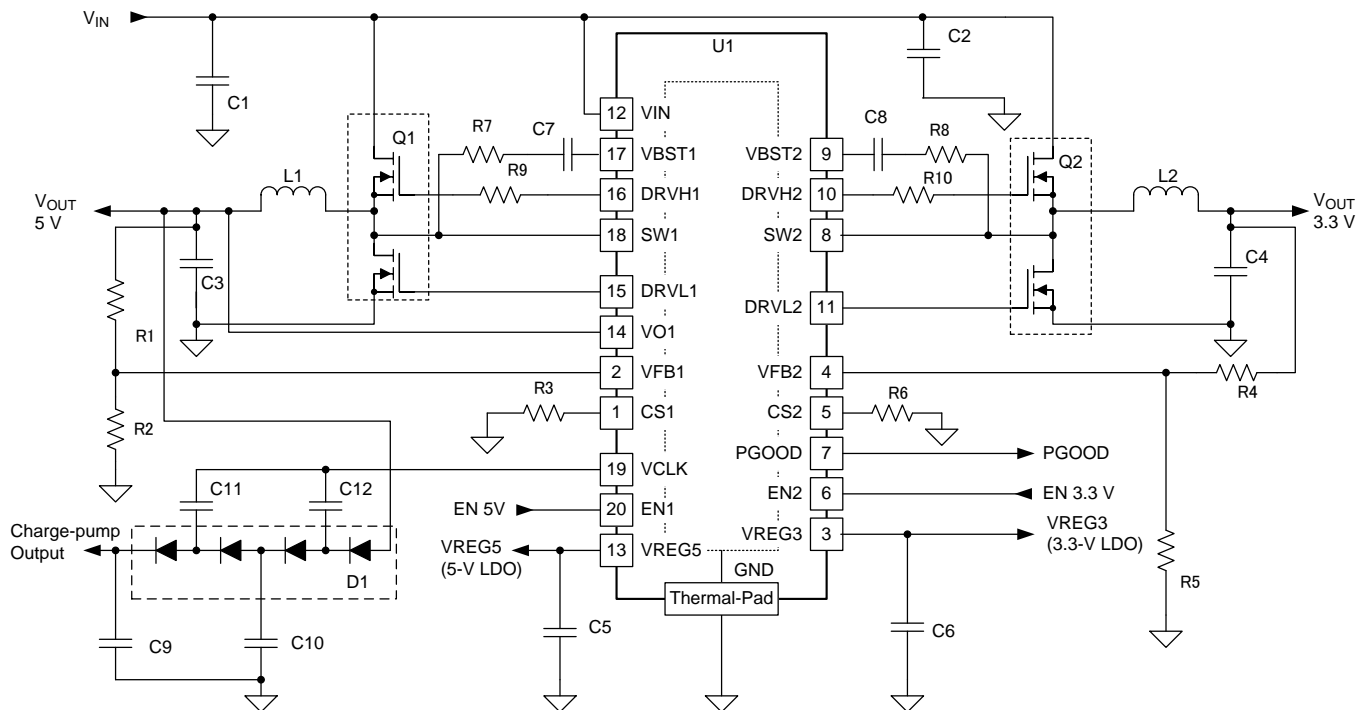 VIN
U1
C2
C1
12 VIN
Q1
R7
C7
17 VBST1
VBST2 9
C8
R8
Q2
R9
16 DRVH1
DRVH2 10
R10
L1
L2
VOUT
5 V
VOUT
3.3 V
18 SW1
SW2 8
C3
C4
15 DRVL1
DRVL2 11
R1
14 VO1
2 VFB1
VFB2 4
R4
R3
1 CS1
CS2 5
R6
R2
PGOOD 7
PGOOD
19 VCLK
C11
C12
EN2 6
EN 3.3 V
EN 5V
20 EN1
Charge-pump
Output
VREG3 3
VREG3
(3.3-V LDO)
VREG5
(5-V LDO)
13 VREG5
D1
GND
R5
Thermal-Pad
C9
C10
C5
C6